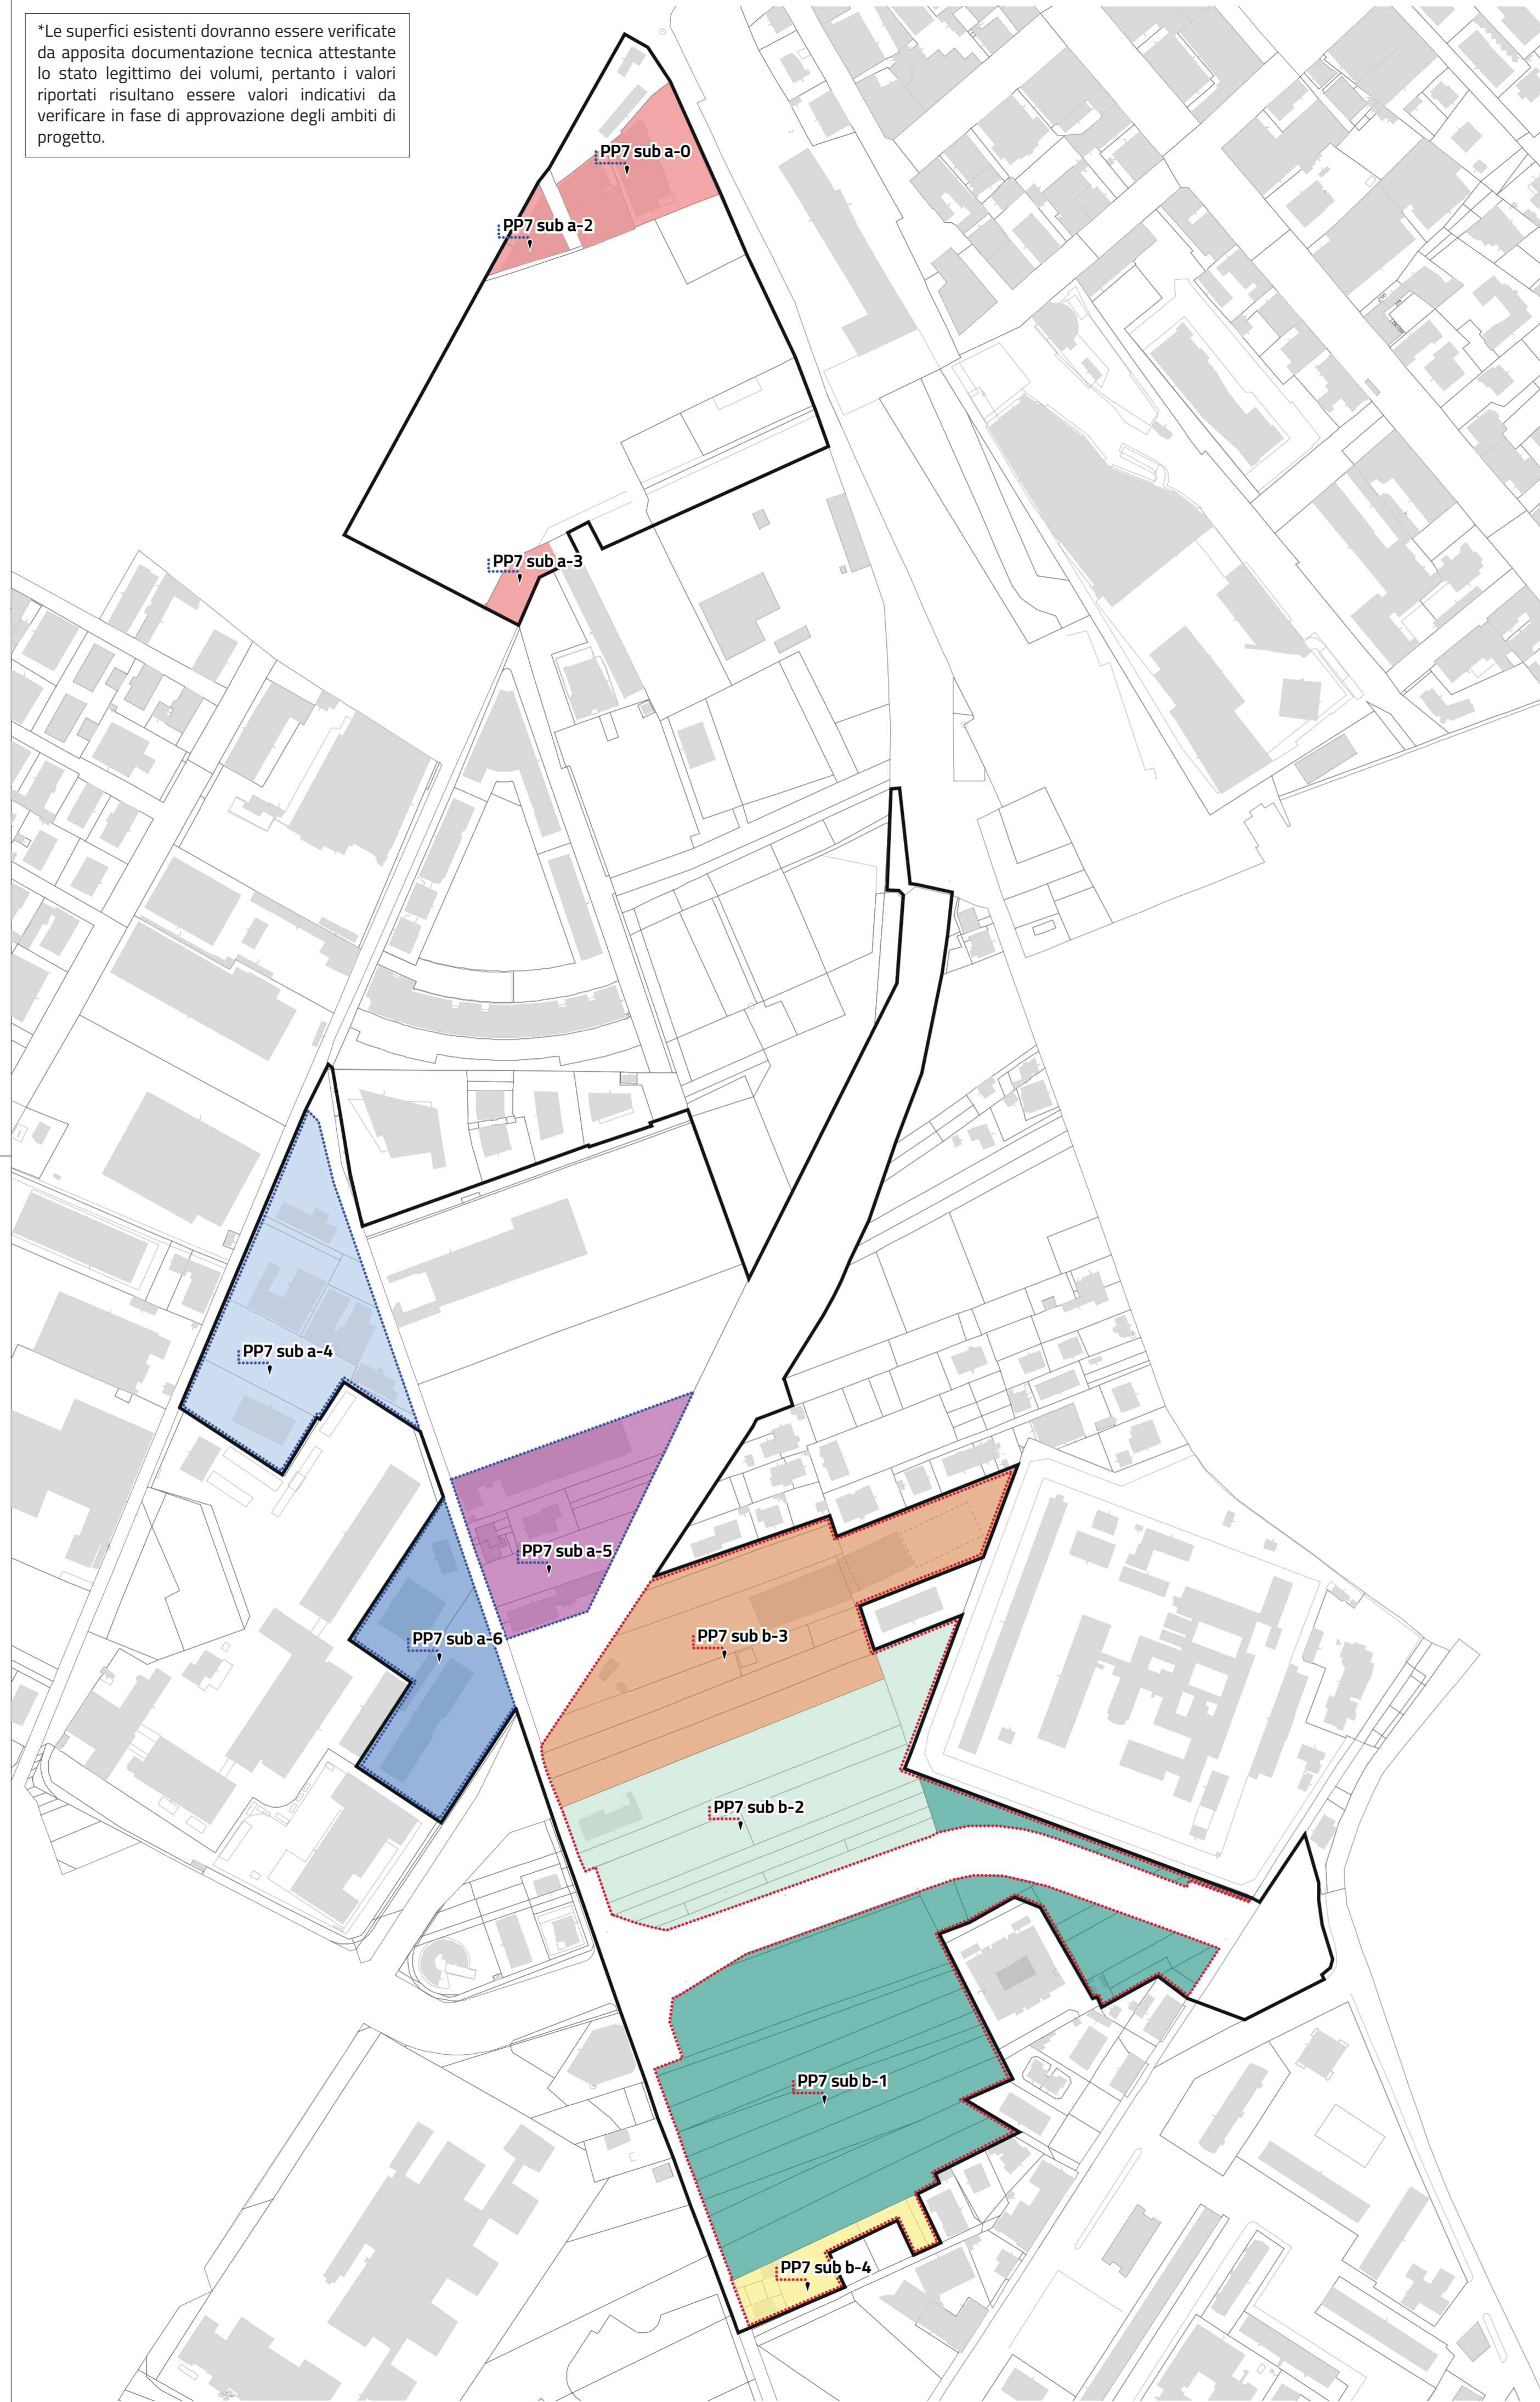 *Le superfici esistenti dovranno essere verificate
da apposita documentazione tecnica attestante
lo stato legittimo dei volumi, pertanto i valori
riportati risultano essere valori indicativi da
verificare in fase di approvazione degli ambiti di
progetto.
PP7 sub a-0
PP7 sub a-2
PP7 sub a-3
PP7 sub a-4
PP7 sub a-5
PP7 sub a-6
PP7 sub b-3
PP7 sub b-2
PP7 sub b-1
PP7 sub b-4